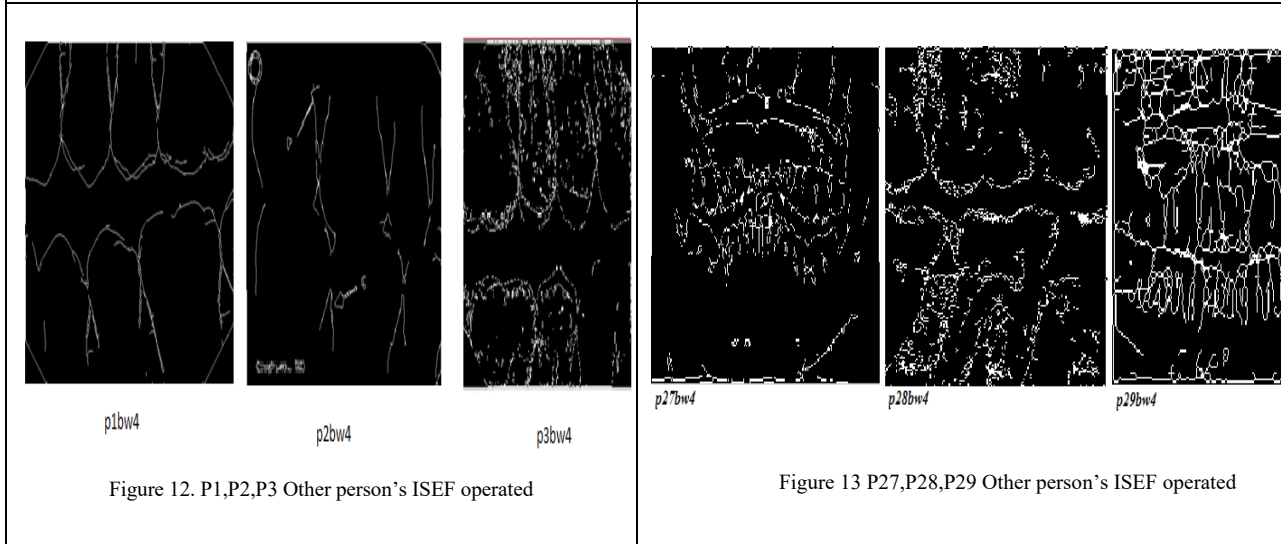 p1bw4
p2bw4
p3bw4
Figure 12. P1,P2,P3 Other person’s ISEF operated
p27bw4
p28bw4
p29bw4
Figure 13 P27,P28,P29 Other person’s ISEF operated